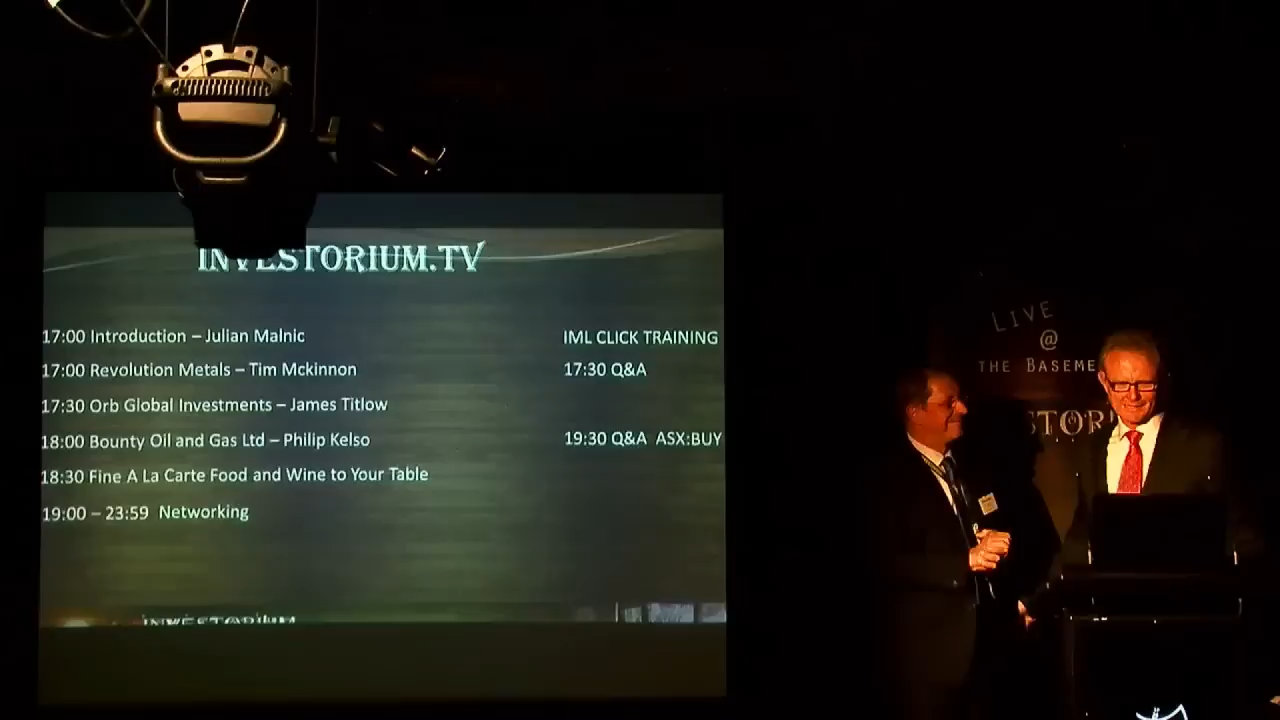 INVESTORIUM.TV
17:00 Introduction – Julian Malnic
IML CLICK TRAINING
17:00 Revolution Metals – Tim Mckinnon
17:30 Q&A
17:30 Orb Global Investments – James Titlow
18:00 Bounty Oil and Gas Ltd – Philip Kelso
19:30 Q&A ASX:BUY
18:30 Fine A La Carte Food and Wine to Your Table
19:00 – 23:59 Networking
INVESTORIUM
LIVE
@
THE BASEME
STOR